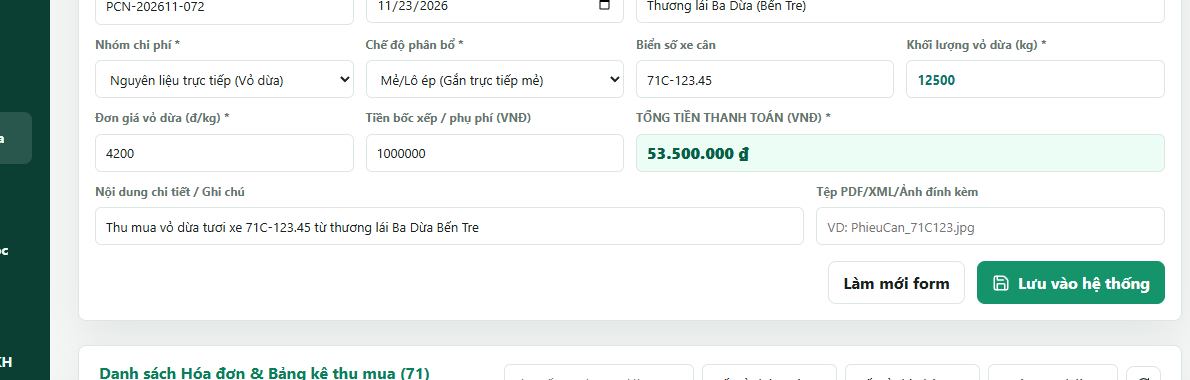 PCN-202611-072
11/23/2026
Thương lái Ba Dừa (Bến Tre)
Nhóm chi phí *
Chế độ phân bổ *
Biển số xe cân
Khối lượng vỏ dừa (kg) *
Nguyên liệu trực tiếp (Vỏ dừa)
Mẻ/Lô ép (Gắn trực tiếp mẻ)
71C-123.45
12500
Đơn giá vỏ dừa (đ/kg) *
Tiền bốc xếp / phụ phí (VNĐ)
TỔNG TIỀN THANH TOÁN (VNĐ) *
4200
1000000
53.500.000 ₫
Nội dung chi tiết / Ghi chú
Tệp PDF/XML/Ảnh đính kèm
Thu mua vỏ dừa tươi xe 71C-123.45 từ thương lái Ba Dừa Bến Tre
VD: PhieuCan_71C123.jpg
Làm mới form
Lưu vào hệ thống
Danh sách Hóa đơn & Bảng kê thu mua (71)